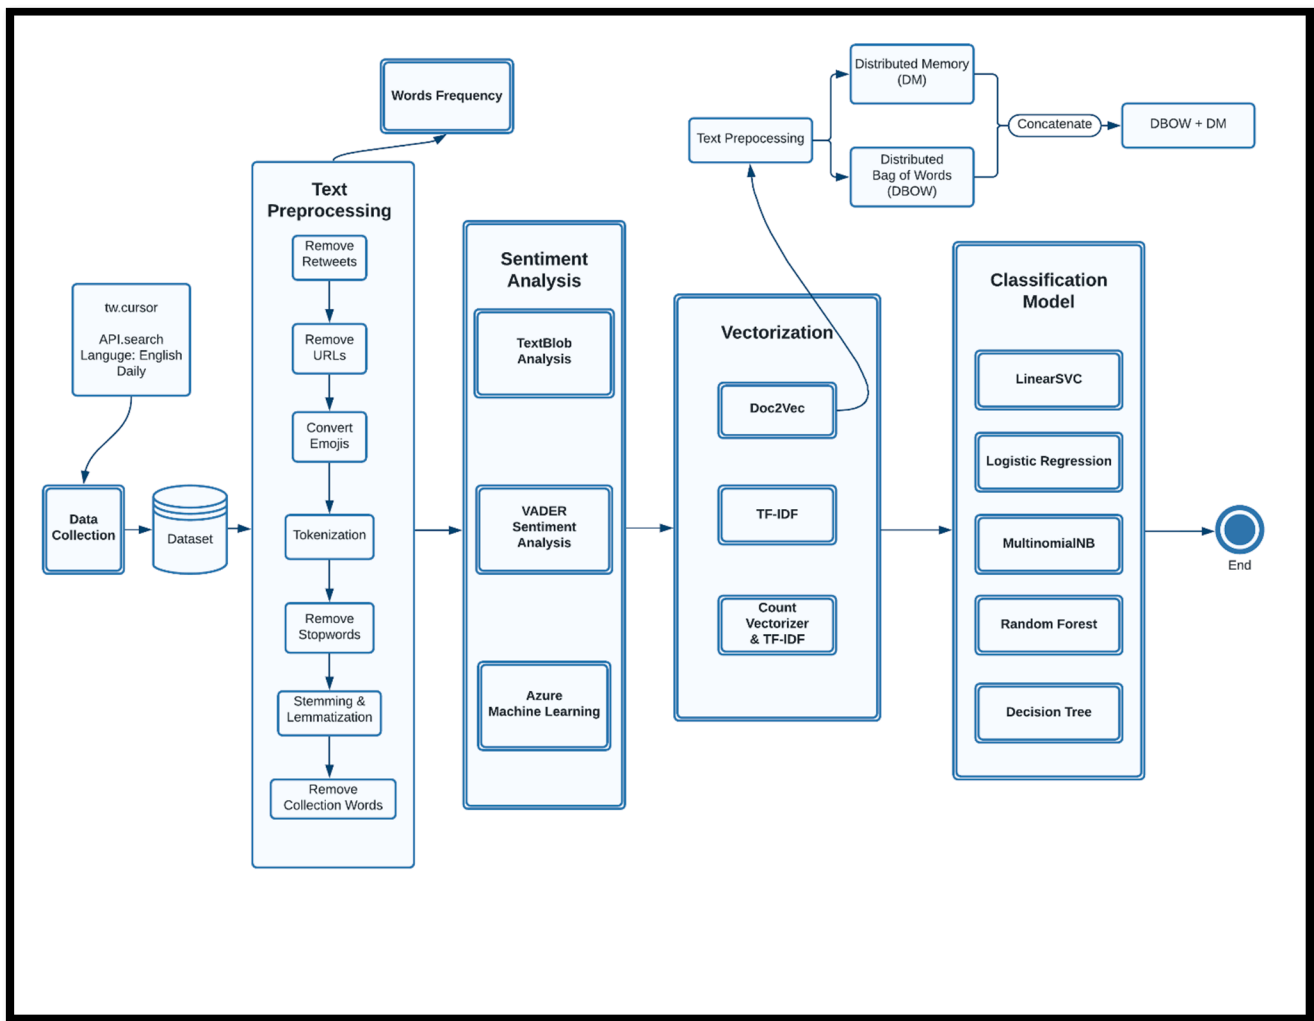 tw.cursor
API.search
Languge: English
Daily
Data
Collection
Dataset
Words Frequency
Text
Preprocessing
Remove
Retweets
Remove
URLs
Convert
Emojis
Tokenization
Remove
Stopwords
Stemming &
Lemmatization
Remove
Collection Words
Sentiment
Analysis
TextBlob
Analysis
VADER
Sentiment
Analysis
Azure
Machine Learning
Vectorization
Doc2Vec
TF-IDF
Count
Vectorizer
& TF-IDF
Text Prepocessing
Distributed Memory
(DM)
Distributed
Bag of Words
(DBOW)
Concatenate
DBOW + DM
Classification
Model
LinearSVC
Logistic Regression
MultinomialNB
Random Forest
Decision Tree
End